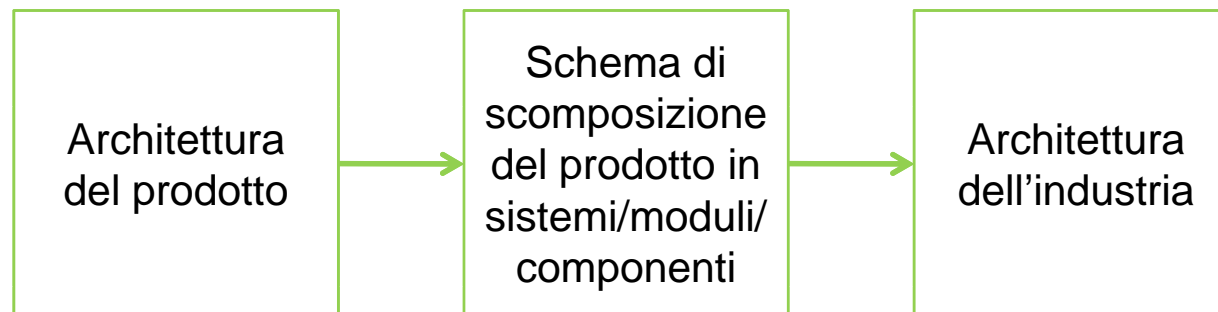 Architettura
del prodotto
Schema di
scomposizione
del prodotto in
sistemi/moduli/
componenti
Architettura
dell’industria